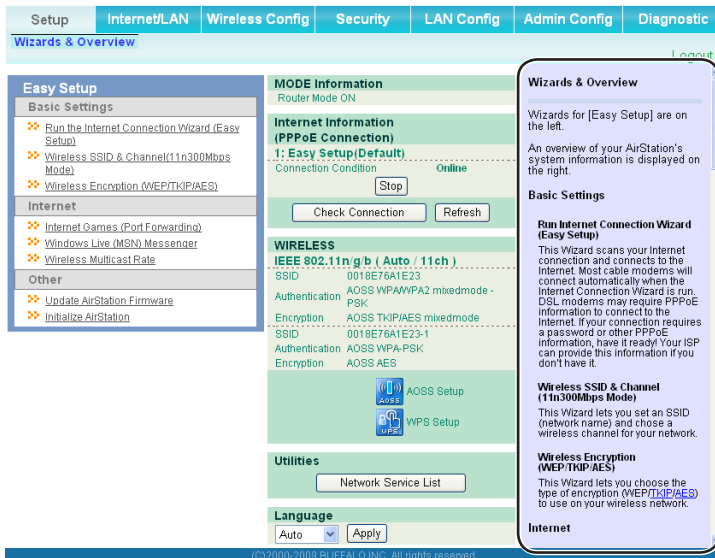 Setup
Internet/LAN
Wireless Config
Security
LAN Config
Admin Config
Diagnostic
Wizards & Overview
Logout
Easy Setup
Basic Settings
Run the Internet Connection Wizard (Easy
Setup)
Wireless SSID & Channel(11n300Mbps
Mode)
Wireless Encryption (WEP/TKIP/AES)
Internet
Internet Games (Port Forwarding)
Windows Live (MSN) Messenger
Wireless Multicast Rate
Other
Update AirStation Firmware
Initialize AirStation
MODE Information
Router Mode ON
Internet Information
(PPPoE Connection)
1: Easy Setup(Default)
Connection Condition Online
Stop
Check Connection Refresh
WIRELESS
IEEE 802.11n/g/b ( Auto / 11ch )
SSID 0018E76A1E23
Authentication AOSS WPA/WPA2 mixedmode -
PSK
Encryption AOSS TKIP/AES mixedmode
SSID 0018E76A1E23-1
Authentication AOSS WPA-PSK
Encryption AOSS AES
AOSS
AOSS Setup
WPS
WPS Setup
Utilities
Network Service List
Language
Auto Apply
(C)2000-2009 BUFFALO INC. All rights reserved.
Wizards & Overview
Wizards for [Easy Setup] are on
the left.
An overview of your AirStation's
system information is displayed on
the right.
Basic Settings
Run Internet Connection Wizard
(Easy Setup)
This Wizard scans your Internet
connection and connects to the
Internet. Most cable modems will
connect automatically when the
Internet Connection Wizard is run.
DSL modems may require PPPoE
information to connect to the
Internet. If your connection requires
a password or other PPPoE
information, have it ready! Your ISP
can provide this information if you
don't have it.
Wireless SSID & Channel
(11n300Mbps Mode)
This Wizard lets you set an SSID
(network name) and chose a
wireless channel for your network.
Wireless Encryption
(WEP/TKIP/AES)
This Wizard lets you choose the
type of encryption (WEP/TKIP/AES)
to use on your wireless network.
Internet